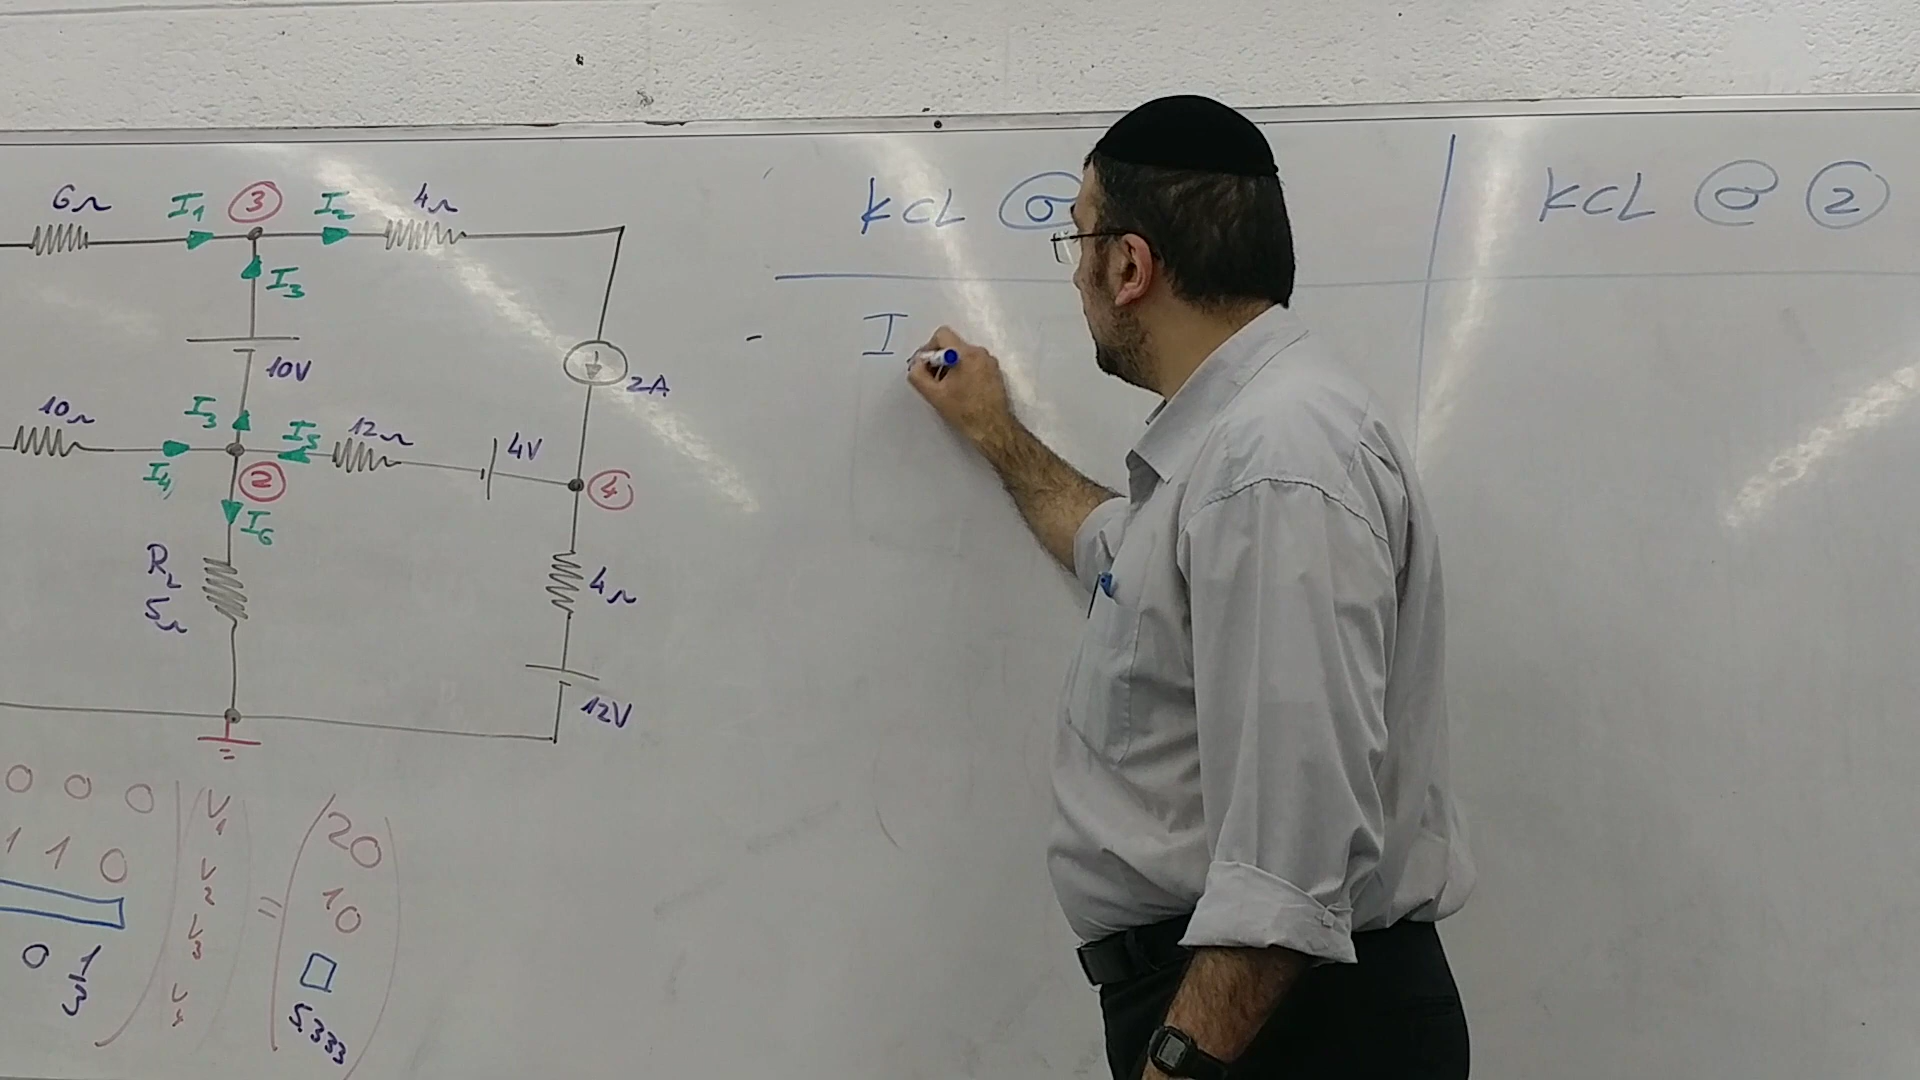 6Ω I1 3 I2 4Ω
I3
10V
2A
10Ω I3 I5 12Ω 4V
I4 2 4
I6
RL
5Ω
4Ω
12V
0 0 0 V1 20
1 1 0 V2 = 10
V3
0 1/3 V4 5.333
KCL @
I
KCL @ 2